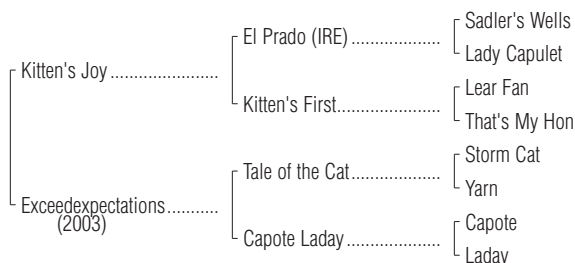 Sadler's Wells
El Prado (IRE)....................
Lady Capulet
Kitten's Joy........................
Lear Fan
Kitten's First.......................
That's My Hon
Storm Cat
Tale of the Cat....................
Yarn
Exceedexpectations...........
(2003)
Capote
Capote Laday.....................
Laday